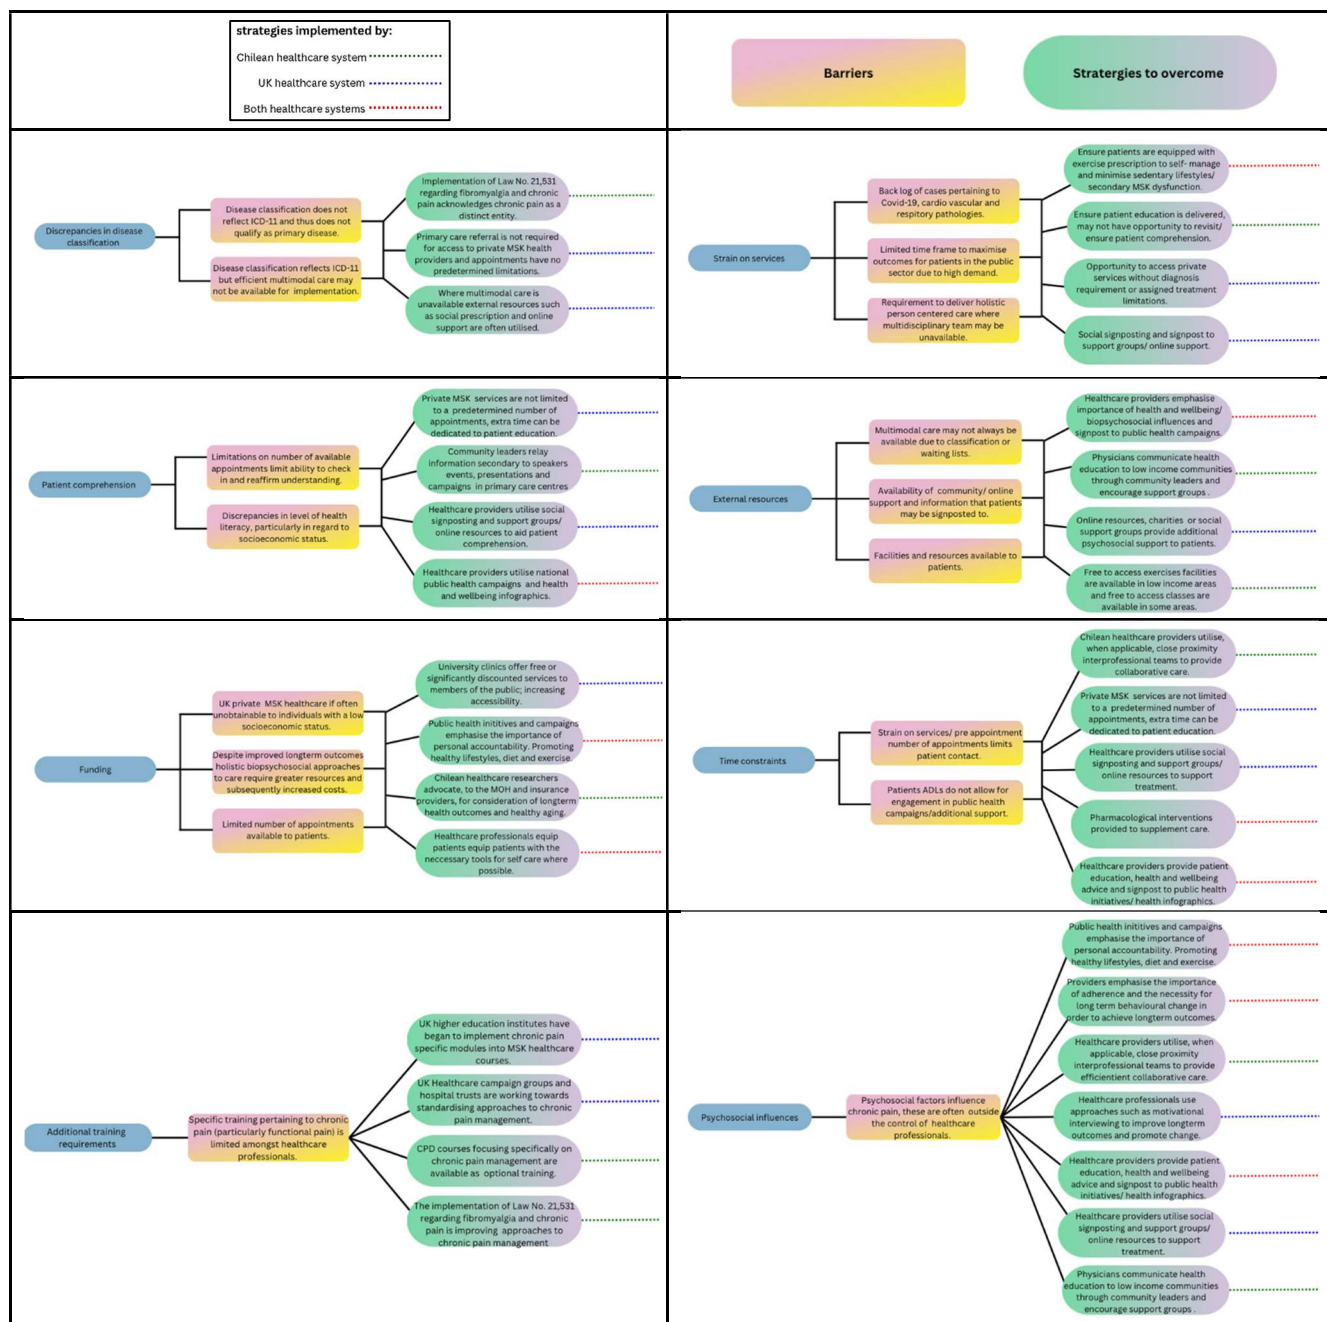 strategies implemented by:
Chilean healthcare system
UK healthcare system
Both healthcare systems
Barriers
Stratergies to overcome
Discrepancies in disease
classification
Disease classification does not
reflect ICD-11 and thus does not
qualify as primary disease.
Disease classification reflects ICD-11
but efficient multimodal care may
not be available for implementation.
Implementation of Law No. 21,531
regarding fibromyalgia and chronic
pain acknowledges chronic pain as a
distinct entity.
Primary care referral is not required
for access to private MSK health
providers and appointments have no
predetermined limitations.
Where multimodal care is
unavailable external resources such
as social prescription and online
support are often utilised.
Strain on services
Back log of cases pertaining to
Covid-19, cardio vascular and
respitory pathologies.
Limited time frame to maximise
outcomes for patients in the public
sector due to high demand.
Requirement to deliver holistic
person centered care where
multidisciplinary team may be
unavailable.
Ensure patients are equipped with
exercise prescription to self- manage
and minimise sedentary lifestyles/
secondary MSK dysfunction.
Ensure patient education is delivered,
may not have opportunity to revisit/
ensure patient comprehension.
Opportunity to access private
services without diagnosis
requirement or assigned treatment
limitations.
Social signposting and signpost to
support groups/ online support.
Patient comprehension
Limitations on number of available
appointments limit ability to check
in and reaffirm understanding.
Discrepancies in level of health
literacy, particularly in regard to
socioeconomic status.
Private MSK services are not limited
to a predetermined number of
appointments, extra time can be
dedicated to patient education.
Community leaders relay
information secondary to speakers
events, presentations and
campaigns in primary care centres
Healthcare providers utilise social
signposting and support groups/
online resources to aid patient
comprehension.
Healthcare providers utilise national
public health campaigns and health
and wellbeing infographics.
External resources
Multimodal care may not always be
available due to classification or
waiting lists.
Availability of community/ online
support and information that patients
may be signposted to.
Facilities and resources available to
patients.
Healthcare providers emphasise
importance of health and wellbeing/
biopsychosocial influences and
signpost to public health campaigns.
Physicians communicate health
education to low income communities
through community leaders and
encourage support groups .
Online resources, charities or social
support groups provide additional
psychosocial support to patients.
Free to access exercises facilities
are available in low income areas
and free to access classes are
available in some areas.
Funding
UK private MSK healthcare if often
unobtainable to individuals with a low
socioeconomic status.
Despite improved longterm outcomes
holistic biopsychosocial approaches
to care require greater resources and
subsequently increased costs.
Limited number of appointments
available to patients.
University clinics offer free or
significantly discounted services to
members of the public; increasing
accessibility.
Public health inititives and campaigns
emphasise the importance of
personal accountability. Promoting
healthy lifestyles, diet and exercise.
Chilean healthcare researchers
advocate, to the MOH and insurance
providers, for consideration of longterm
health outcomes and healthy aging.
Healthcare professionals equip
patients equip patients with the
neccessary tools for self care where
possible.
Time constraints
Strain on services/ pre appointment
number of appointments limits
patient contact.
Patients ADLs do not allow for
engagement in public health
campaigns/additional support.
Chilean healthcare providers utilise,
when applicable, close proximity
interprofessional teams to provide
collaborative care.
Private MSK services are not limited
to a predetermined number of
appointments, extra time can be
dedicated to patient education.
Healthcare providers utilise social
signposting and support groups/
online resources to support
treatment.
Pharmacological interventions
provided to supplement care.
Healthcare providers provide patient
education, health and wellbeing
advice and signpost to public health
initiatives/ health infographics.
Additional training
requirements
Specific training pertaining to chronic
pain (particularly functional pain) is
limited amongst healthcare
professionals.
UK higher education institutes have
began to implement chronic pain
specific modules into MSK healthcare
courses.
UK Healthcare campaign groups and
hospital trusts are working towards
standardising approaches to chronic
pain management.
CPD courses focusing specifically on
chronic pain management are
available as optional training.
The implementation of Law No. 21,531
regarding fibromyalgia and chronic
pain is improving approaches to
chronic pain management
Psychosocial influences
Psychosocial factors influence
chronic pain, these are often outside
the control of healthcare
professionals.
Public health inititives and campaigns
emphasise the importance of
personal accountability. Promoting
healthy lifestyles, diet and exercise.
Providers emphasise the importance
of adherence and the necessity for
long term behavioural change in
order to achieve longterm outcomes.
Healthcare providers utilise, when
applicable, close proximity
interprofessional teams to provide
efficientient collaborative care.
Healthcare professionals use
approaches such as motivational
interviewing to improve longterm
outcomes and promote change.
Healthcare providers provide patient
education, health and wellbeing
advice and signpost to public health
initiatives/ health infographics.
Healthcare providers utilise social
signposting and support groups/
online resources to support
treatment.
Physicians communicate health
education to low income communities
through community leaders and
encourage support groups .